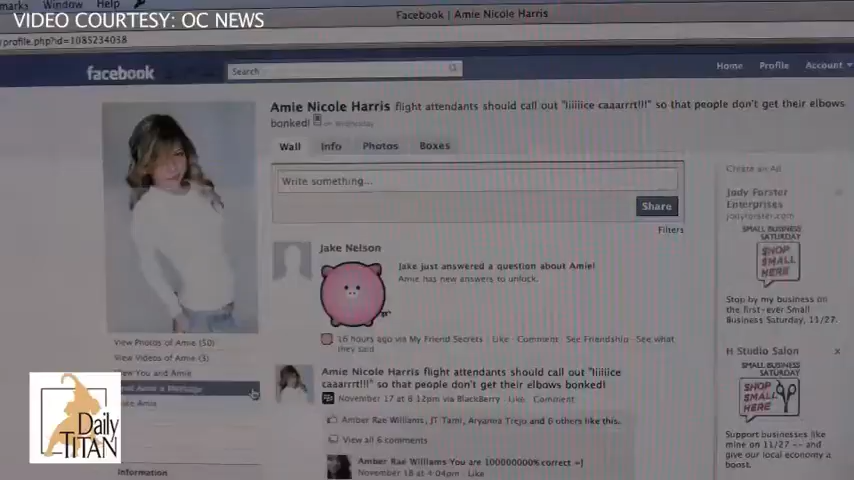 marks Window Help
VIDEO COURTESY: OC NEWS
Facebook | Amie Nicole Harris
/profile.php?id=1085234038
facebook
Search
Home Profile Account
Amie Nicole Harris flight attendants should call out "liiiiice caaarrrt!!!" so that people don't get their elbows
bonked! on Wednesday
Wall Info Photos Boxes
Write something...
Share
Filters
Create an Ad
Jody Forster
Enterprises
jodyforster.com
SMALL BUSINESS
SATURDAY
SHOP
SMALL
HERE
Stop by my business on
the first-ever Small
Business Saturday, 11/27.
Jake Nelson
Jake just answered a question about Amie!
Amie has new answers to unlock.
16 hours ago via My Friend Secrets · Like · Comment · See Friendship · See what
they said
View Photos of Amie (50)
View Videos of Amie (3)
View You and Amie
Send Amie a Message
Poke Amie
Information
Amie Nicole Harris flight attendants should call out "liiiiice
caaarrrt!!!" so that people don't get their elbows bonked!
November 17 at 6:12pm via BlackBerry · Like · Comment
Amber Rae Williams, JT Tami, Aryanna Trejo and 6 others like this.
View all 6 comments
Amber Rae Williams You are 100000000% correct =]
November 18 at 4:04pm · Like
H Studio Salon x
SMALL BUSINESS
SATURDAY
SHOP
SMALL
HERE
Support businesses like
mine on 11/27 -- and
give our local economy a
boost.
Daily
TITAN